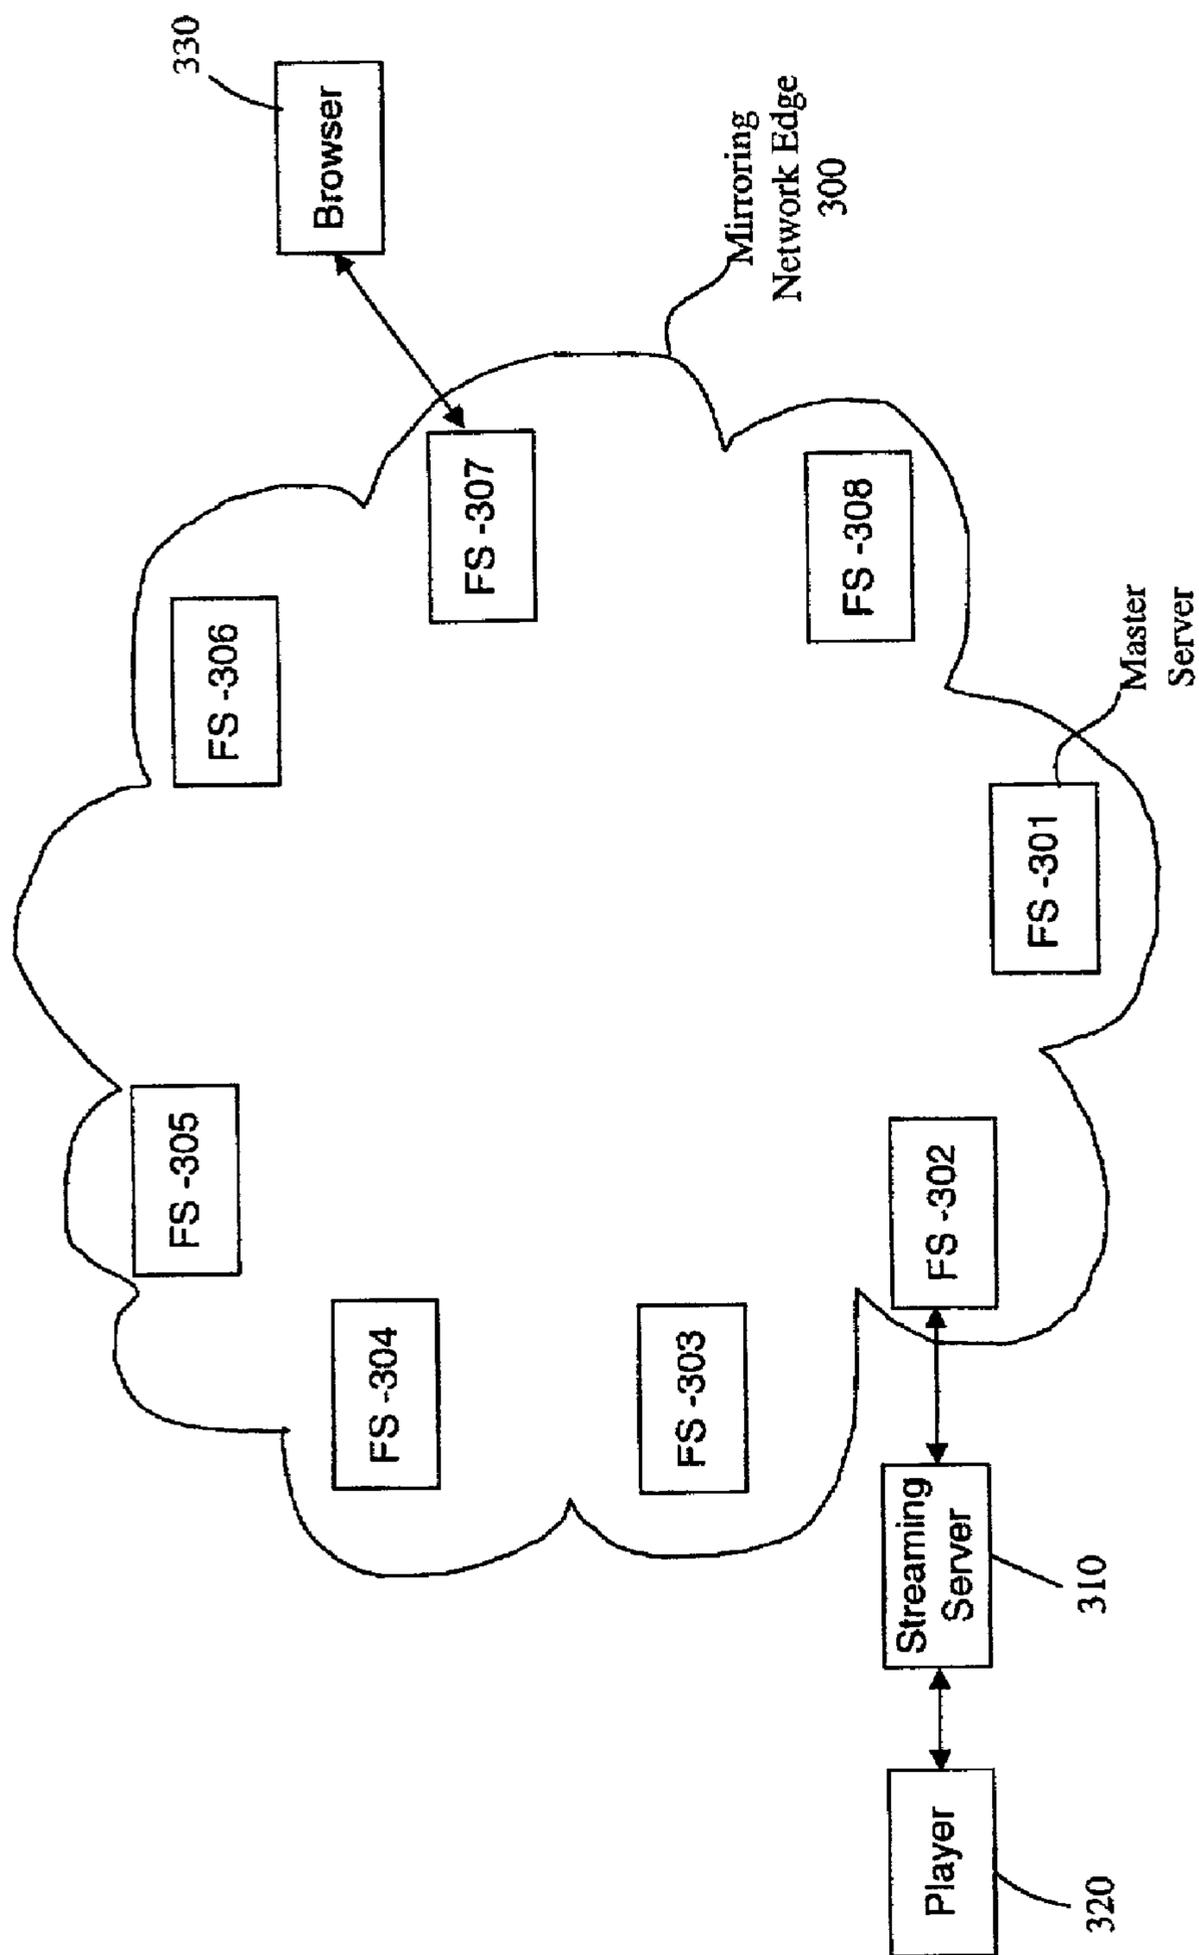 330
Browser
Mirroring
Network Edge
300
FS -306
FS -307
FS -308
Master
Server
FS -301
FS -305
FS -302
FS -304
FS -303
Streaming
Server
310
Player
320